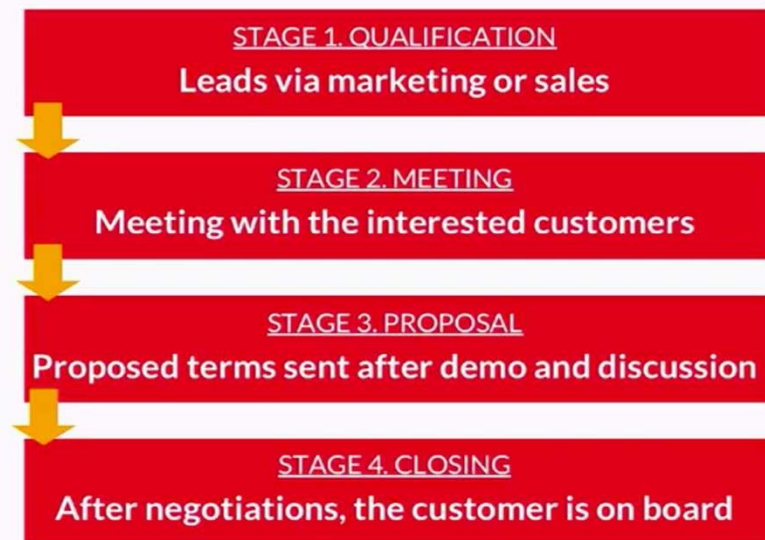 STAGE 1. QUALIFICATION
Leads via marketing or sales
STAGE 2. MEETING
Meeting with the interested customers
STAGE 3. PROPOSAL
Proposed terms sent after demo and discussion
STAGE 4. CLOSING
After negotiations, the customer is on board